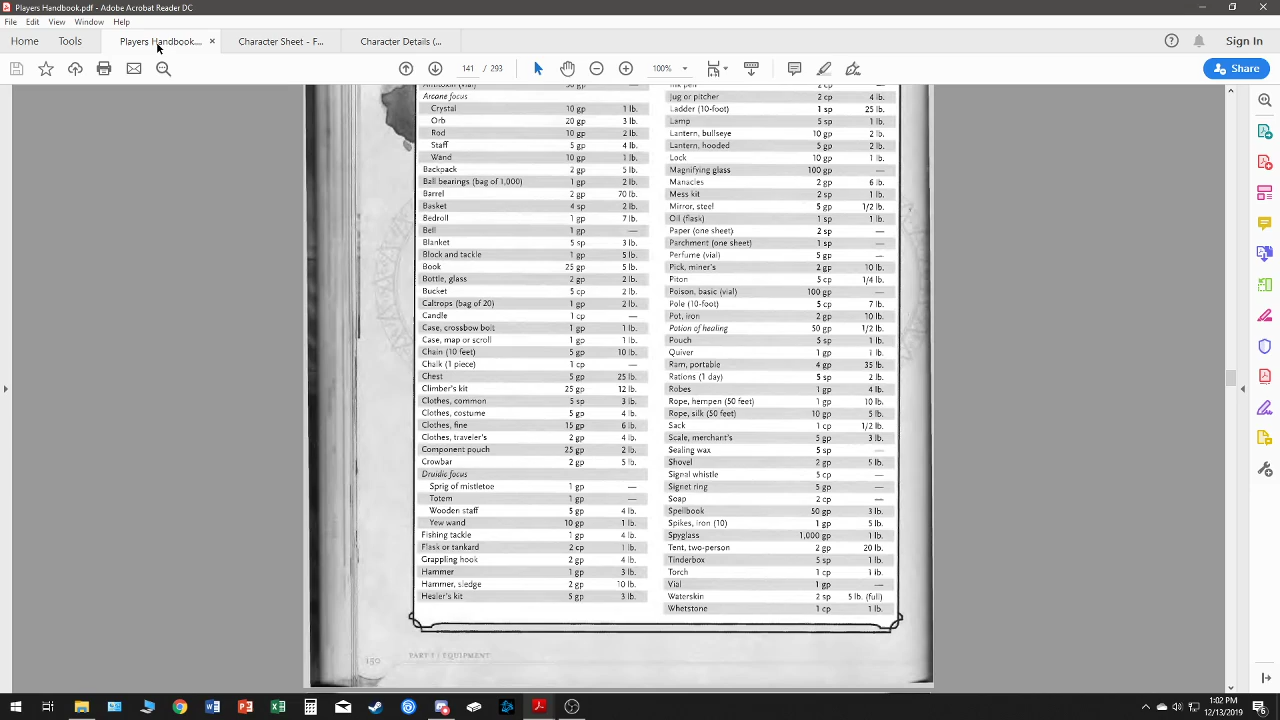 Players Handbook.pdf - Adobe Acrobat Reader DC
File Edit View Window Help
Home Tools Players Handbook... × Character Sheet - F... Character Details (... Sign In
141 / 293 100% Share
Arcane focus
Crystal 10 gp 1 lb.
Orb 20 gp 3 lb.
Rod 10 gp 2 lb.
Staff 5 gp 4 lb.
Wand 10 gp 1 lb.
Backpack 2 gp 5 lb.
Ball bearings (bag of 1,000) 1 gp 2 lb.
Barrel 2 gp 70 lb.
Basket 4 sp 2 lb.
Bedroll 1 gp 7 lb.
Bell 1 gp —
Blanket 5 sp 3 lb.
Block and tackle 1 gp 5 lb.
Book 25 gp 5 lb.
Bottle, glass 2 gp 2 lb.
Bucket 5 cp 2 lb.
Caltrops (bag of 20) 1 gp 2 lb.
Candle 1 cp —
Case, crossbow bolt 1 gp 1 lb.
Case, map or scroll 1 gp 1 lb.
Chain (10 feet) 5 gp 10 lb.
Chalk (1 piece) 1 cp —
Chest 5 gp 25 lb.
Climber's kit 25 gp 12 lb.
Clothes, common 5 sp 3 lb.
Clothes, costume 5 gp 4 lb.
Clothes, fine 15 gp 6 lb.
Clothes, traveler's 2 gp 4 lb.
Component pouch 25 gp 2 lb.
Crowbar 2 gp 5 lb.
Druidic focus
Sprig of mistletoe 1 gp —
Totem 1 gp —
Wooden staff 5 gp 4 lb.
Yew wand 10 gp 1 lb.
Fishing tackle 1 gp 4 lb.
Flask or tankard 2 cp 1 lb.
Grappling hook 2 gp 4 lb.
Hammer 1 gp 3 lb.
Hammer, sledge 2 gp 10 lb.
Healer's kit 5 gp 3 lb.
Ink pen 2 cp —
Jug or pitcher 2 cp 4 lb.
Ladder (10-foot) 1 sp 25 lb.
Lamp 5 sp 1 lb.
Lantern, bullseye 10 gp 2 lb.
Lantern, hooded 5 gp 2 lb.
Lock 10 gp 1 lb.
Magnifying glass 100 gp —
Manacles 2 gp 6 lb.
Mess kit 2 sp 1 lb.
Mirror, steel 5 gp 1/2 lb.
Oil (flask) 1 sp 1 lb.
Paper (one sheet) 2 sp —
Parchment (one sheet) 1 sp —
Perfume (vial) 5 gp —
Pick, miner's 2 gp 10 lb.
Piton 5 cp 1/4 lb.
Poison, basic (vial) 100 gp —
Pole (10-foot) 5 cp 7 lb.
Pot, iron 2 gp 10 lb.
Potion of healing 50 gp 1/2 lb.
Pouch 5 sp 1 lb.
Quiver 1 gp 1 lb.
Ram, portable 4 gp 35 lb.
Rations (1 day) 5 sp 2 lb.
Robes 1 gp 4 lb.
Rope, hempen (50 feet) 1 gp 10 lb.
Rope, silk (50 feet) 10 gp 5 lb.
Sack 1 cp 1/2 lb.
Scale, merchant's 5 gp 3 lb.
Sealing wax 5 sp —
Shovel 2 gp 5 lb.
Signal whistle 5 cp —
Signet ring 5 gp —
Soap 2 cp —
Spellbook 50 gp 3 lb.
Spikes, iron (10) 1 gp 5 lb.
Spyglass 1,000 gp 1 lb.
Tent, two-person 2 gp 20 lb.
Tinderbox 5 sp 1 lb.
Torch 1 cp 1 lb.
Vial 1 gp —
Waterskin 2 sp 5 lb. (full)
Whetstone 1 cp 1 lb.
150 PART I | EQUIPMENT
1:02 PM
12/13/2019